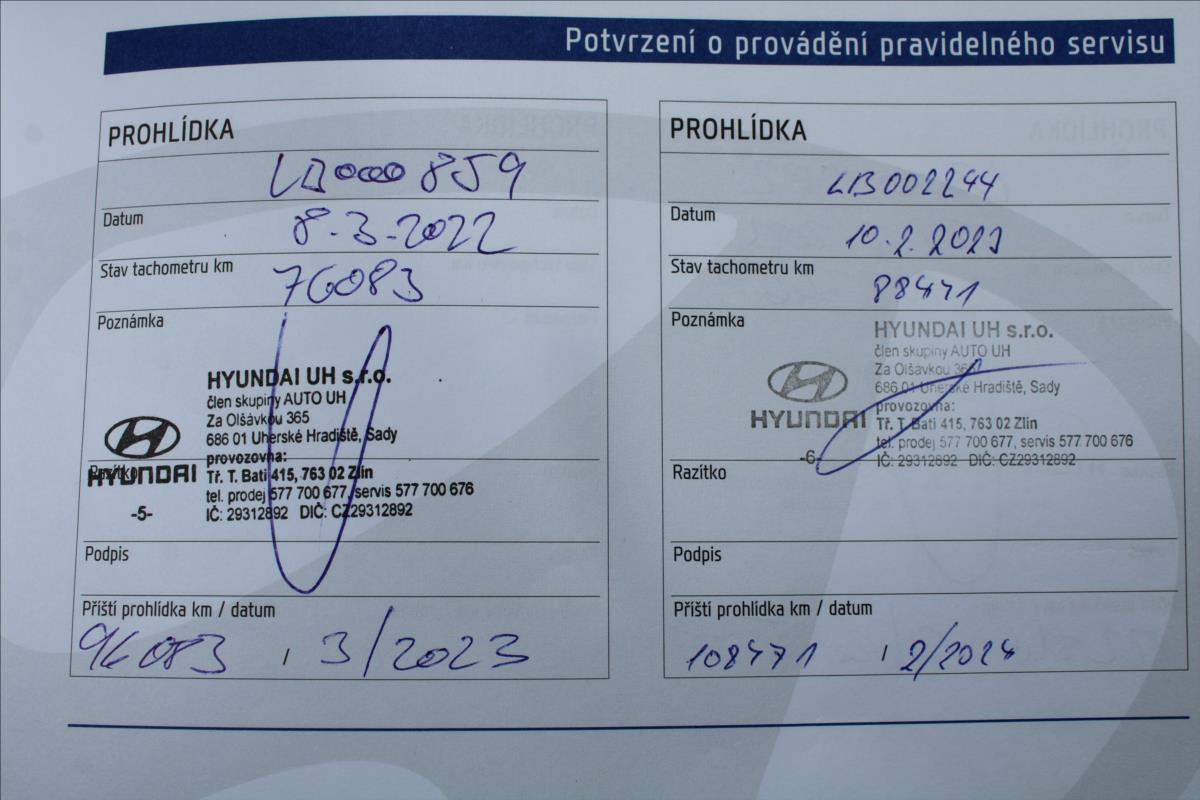 Potvrzení o provádění pravidelného servisu
PROHLÍDKA
LB000859
Datum
8.3.2022
Stav tachometru km
76083
Poznámka
HYUNDAI UH s.r.o.
člen skupiny AUTO UH
Za Olšávkou 365
686 01 Uherské Hradiště, Sady
provozovna:
Razítko
HYUNDAI
Tř. T. Bati 415, 763 02 Zlín
tel. prodej 577 700 677, servis 577 700 676
-5-
IČ: 29312892 DIČ: CZ29312892
Podpis
Příští prohlídka km / datum
96083 / 3/2023
PROHLÍDKA
LB002244
Datum
10.2.2023
Stav tachometru km
88471
Poznámka
HYUNDAI UH s.r.o.
člen skupiny AUTO UH
Za Olšávkou 365
686 01 Uherské Hradiště, Sady
provozovna:
HYUNDAI
Tř. T. Bati 415, 763 02 Zlín
tel. prodej 577 700 677, servis 577 700 676
-6-
IČ: 29312892 DIČ: CZ29312892
Razítko
Podpis
Příští prohlídka km / datum
108471 / 2/2024